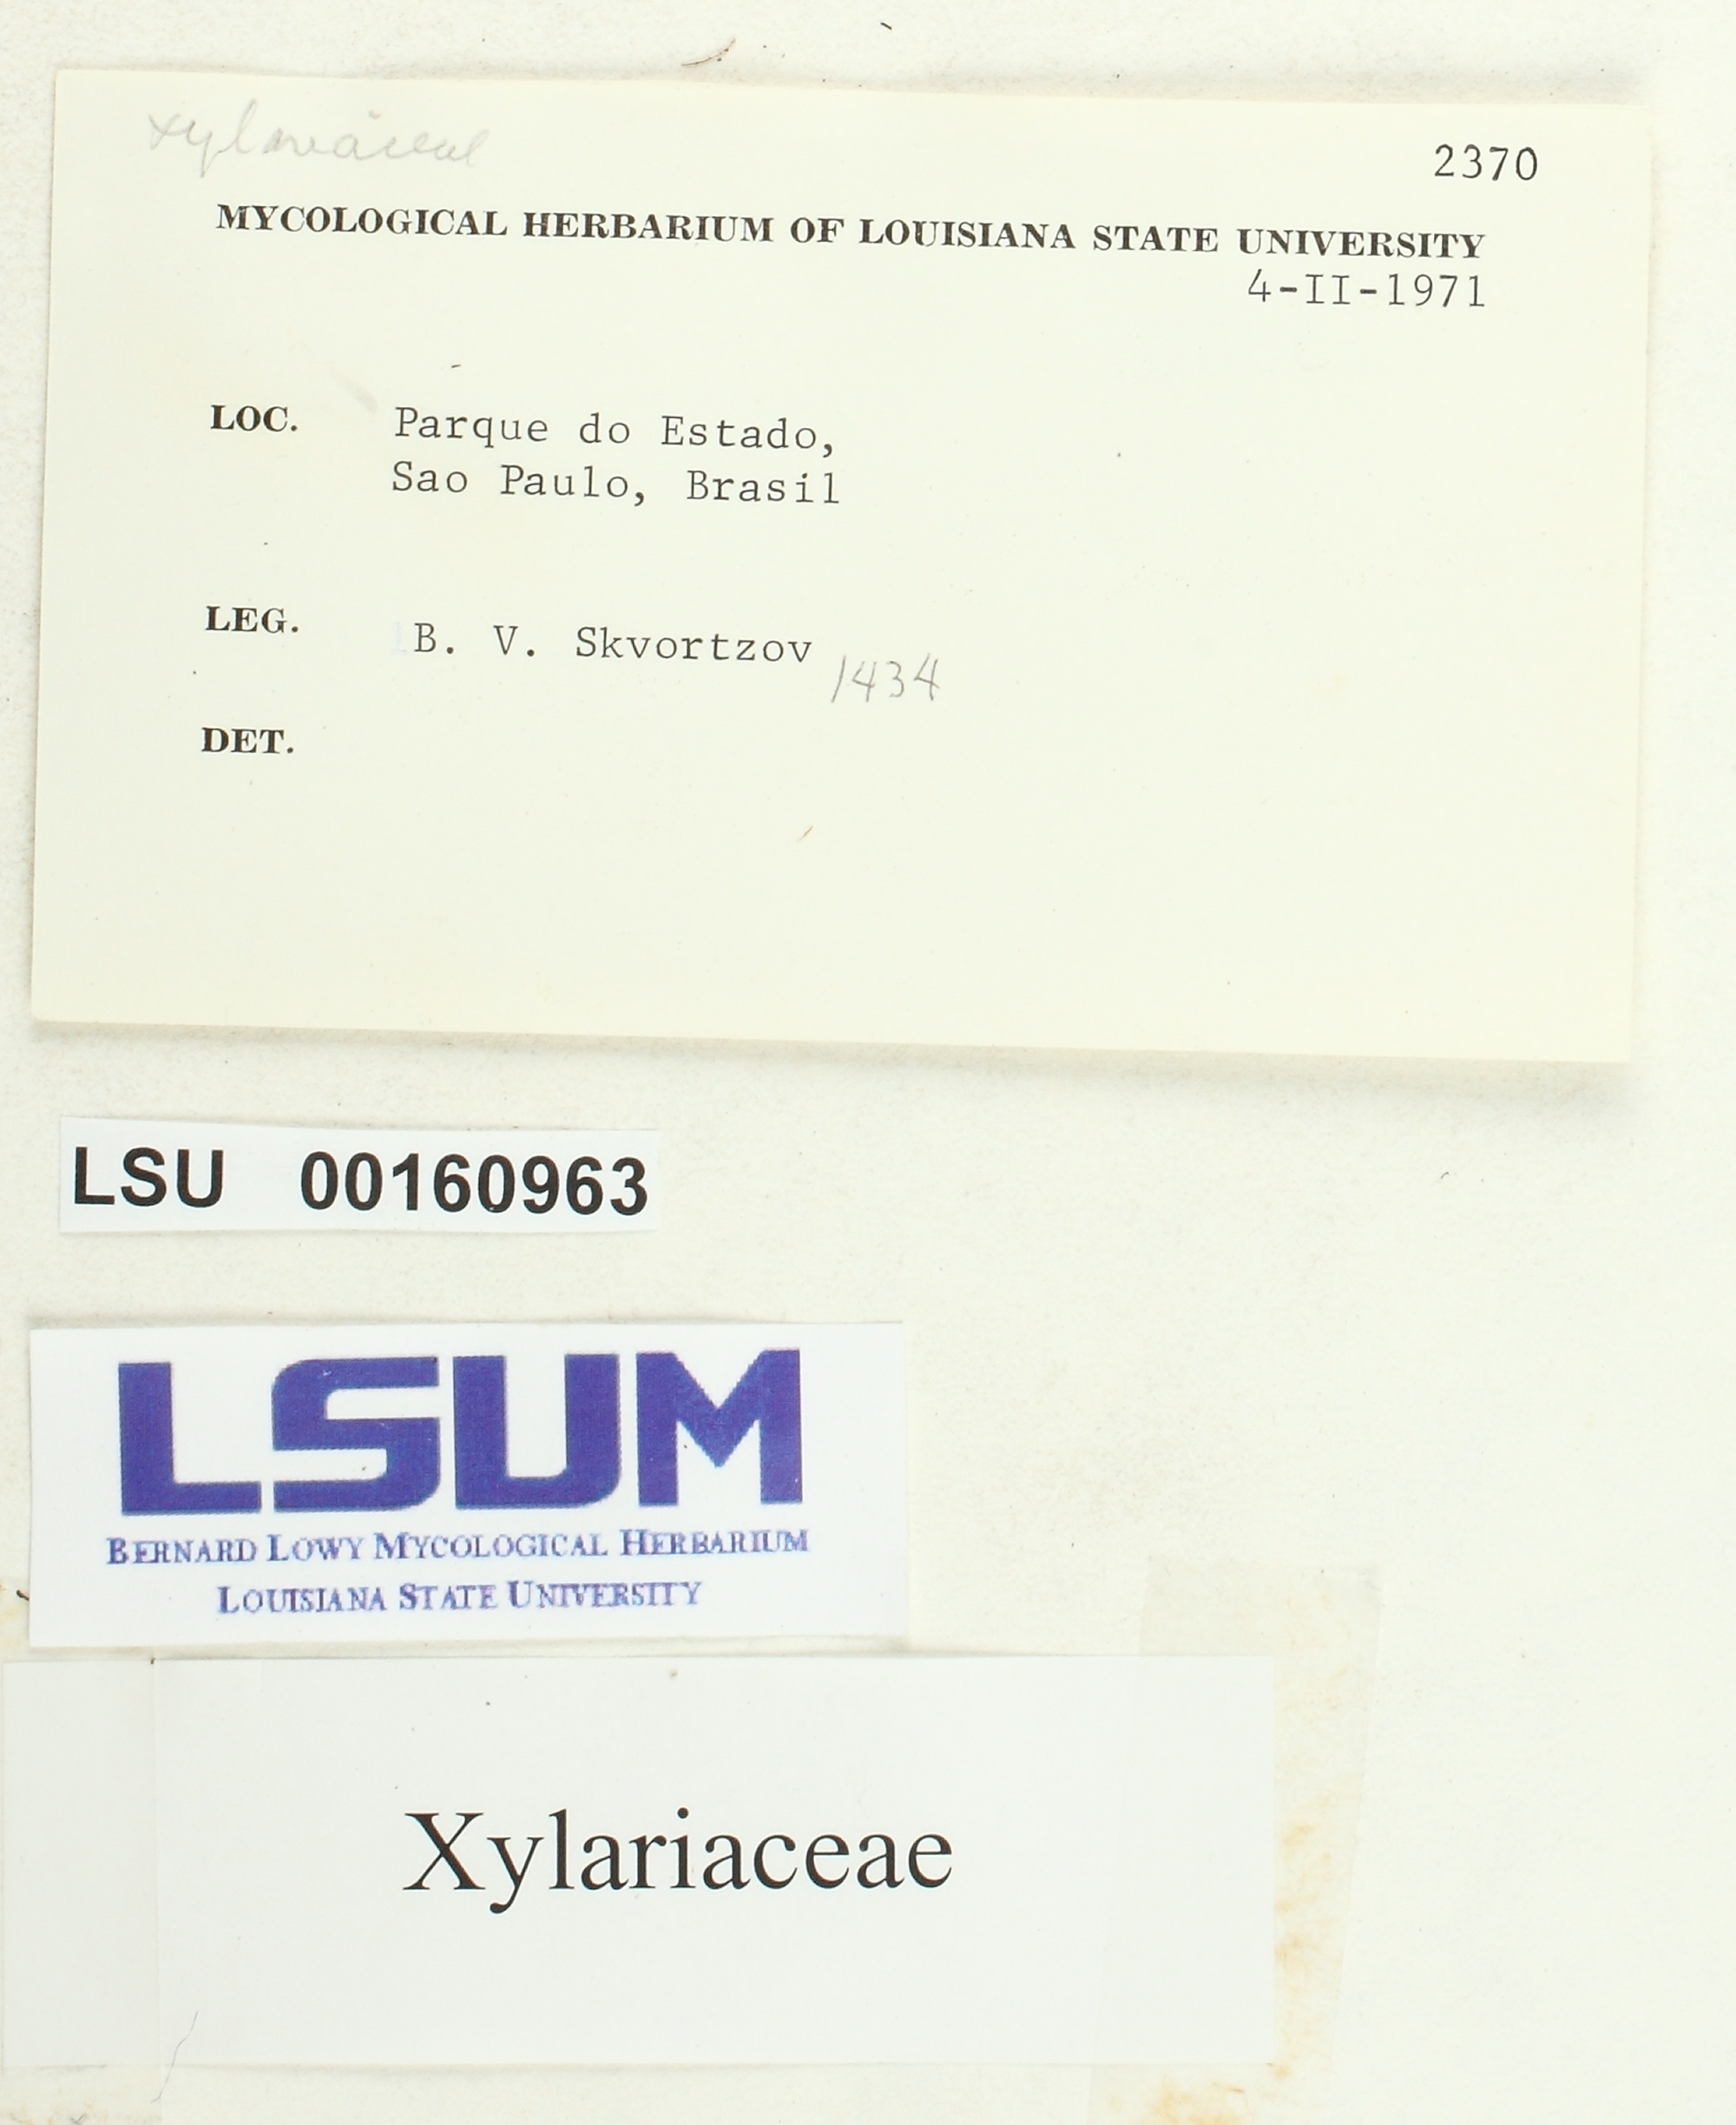 xylariaceae
2370
MYCOLOGICAL HERBARIUM OF LOUISIANA STATE UNIVERSITY
4-II-1971
LOC. Parque do Estado,
Sao Paulo, Brasil
LEG. B. V. Skvortzov 1434
DET.
LSU 00160963
LSUM
BERNARD LOWY MYCOLOGICAL HERBARIUM
LOUISIANA STATE UNIVERSITY
Xylariaceae